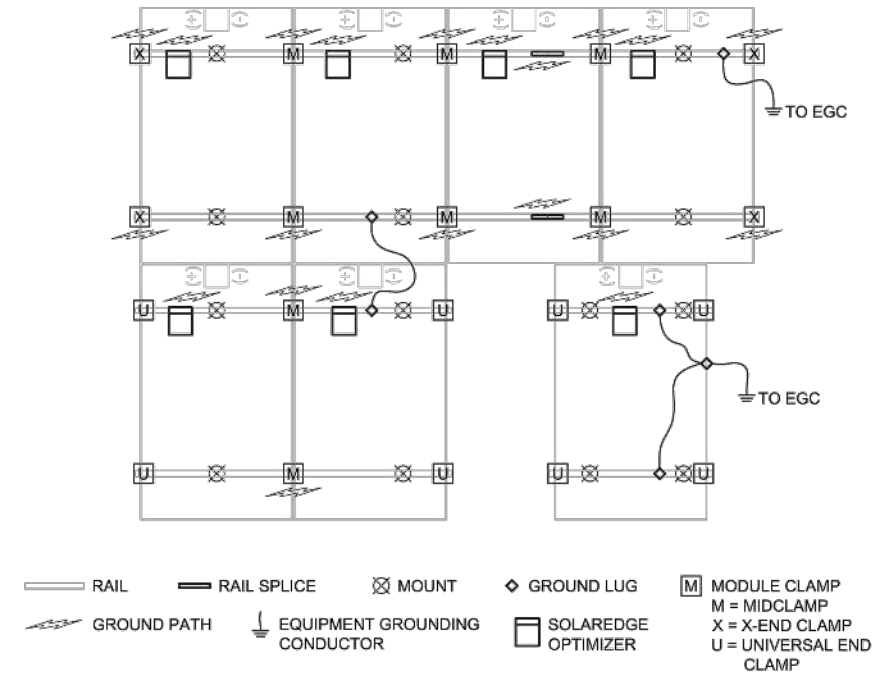 X M M M X
TO EGC
X M M M X
U M U U U
TO EGC
U M U U U
RAIL
RAIL SPLICE
MOUNT
GROUND LUG
M MODULE CLAMP
M = MIDCLAMP
GROUND PATH
EQUIPMENT GROUNDING
CONDUCTOR
SOLAREDGE
OPTIMIZER
X = X-END CLAMP
U = UNIVERSAL END
CLAMP